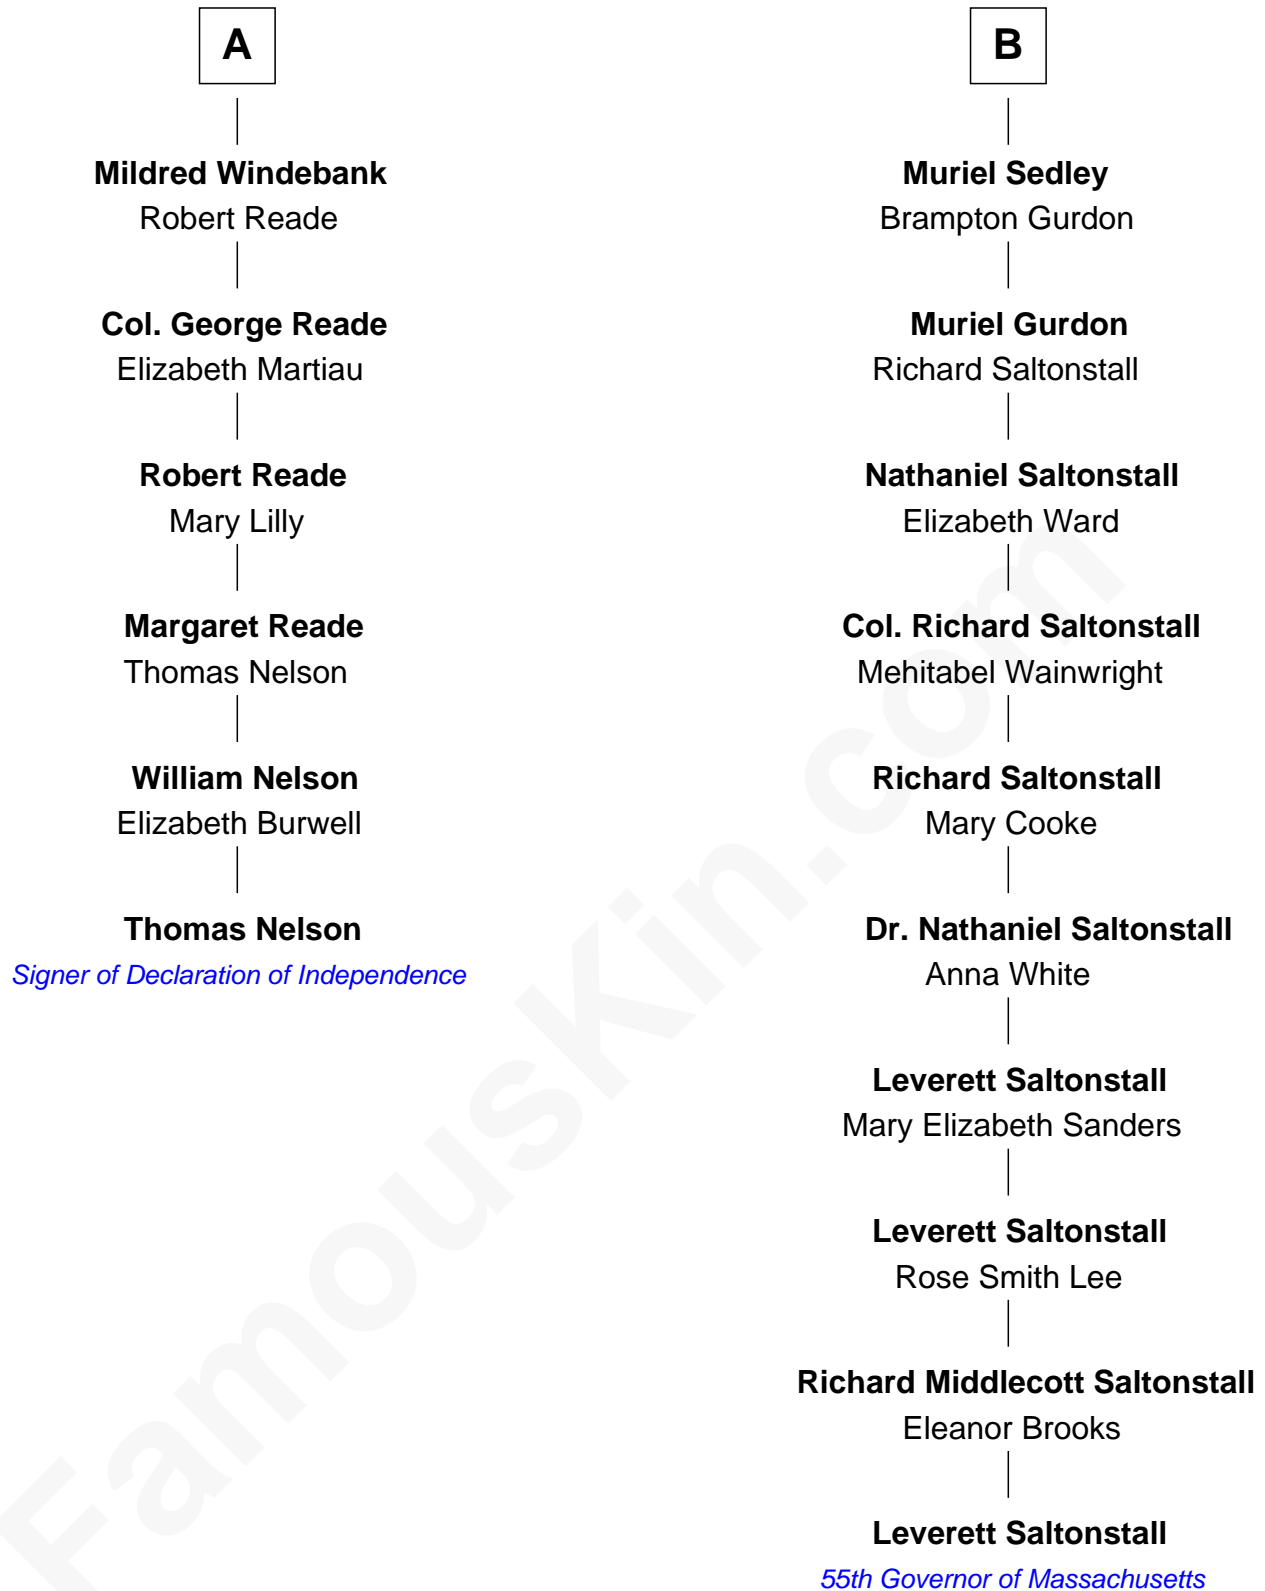 A
Mildred Windebank
Robert Reade
Col. George Reade
Elizabeth Martiau
Robert Reade
Mary Lilly
Margaret Reade
Thomas Nelson
William Nelson
Elizabeth Burwell
Thomas Nelson
Signer of Declaration of Independence
B
Muriel Sedley
Brampton Gurdon
Muriel Gurdon
Richard Saltonstall
Nathaniel Saltonstall
Elizabeth Ward
Col. Richard Saltonstall
Mehitabel Wainwright
Richard Saltonstall
Mary Cooke
Dr. Nathaniel Saltonstall
Anna White
Leverett Saltonstall
Mary Elizabeth Sanders
Leverett Saltonstall
Rose Smith Lee
Richard Middlecott Saltonstall
Eleanor Brooks
Leverett Saltonstall
55th Governor of Massachusetts
FamousKin.com